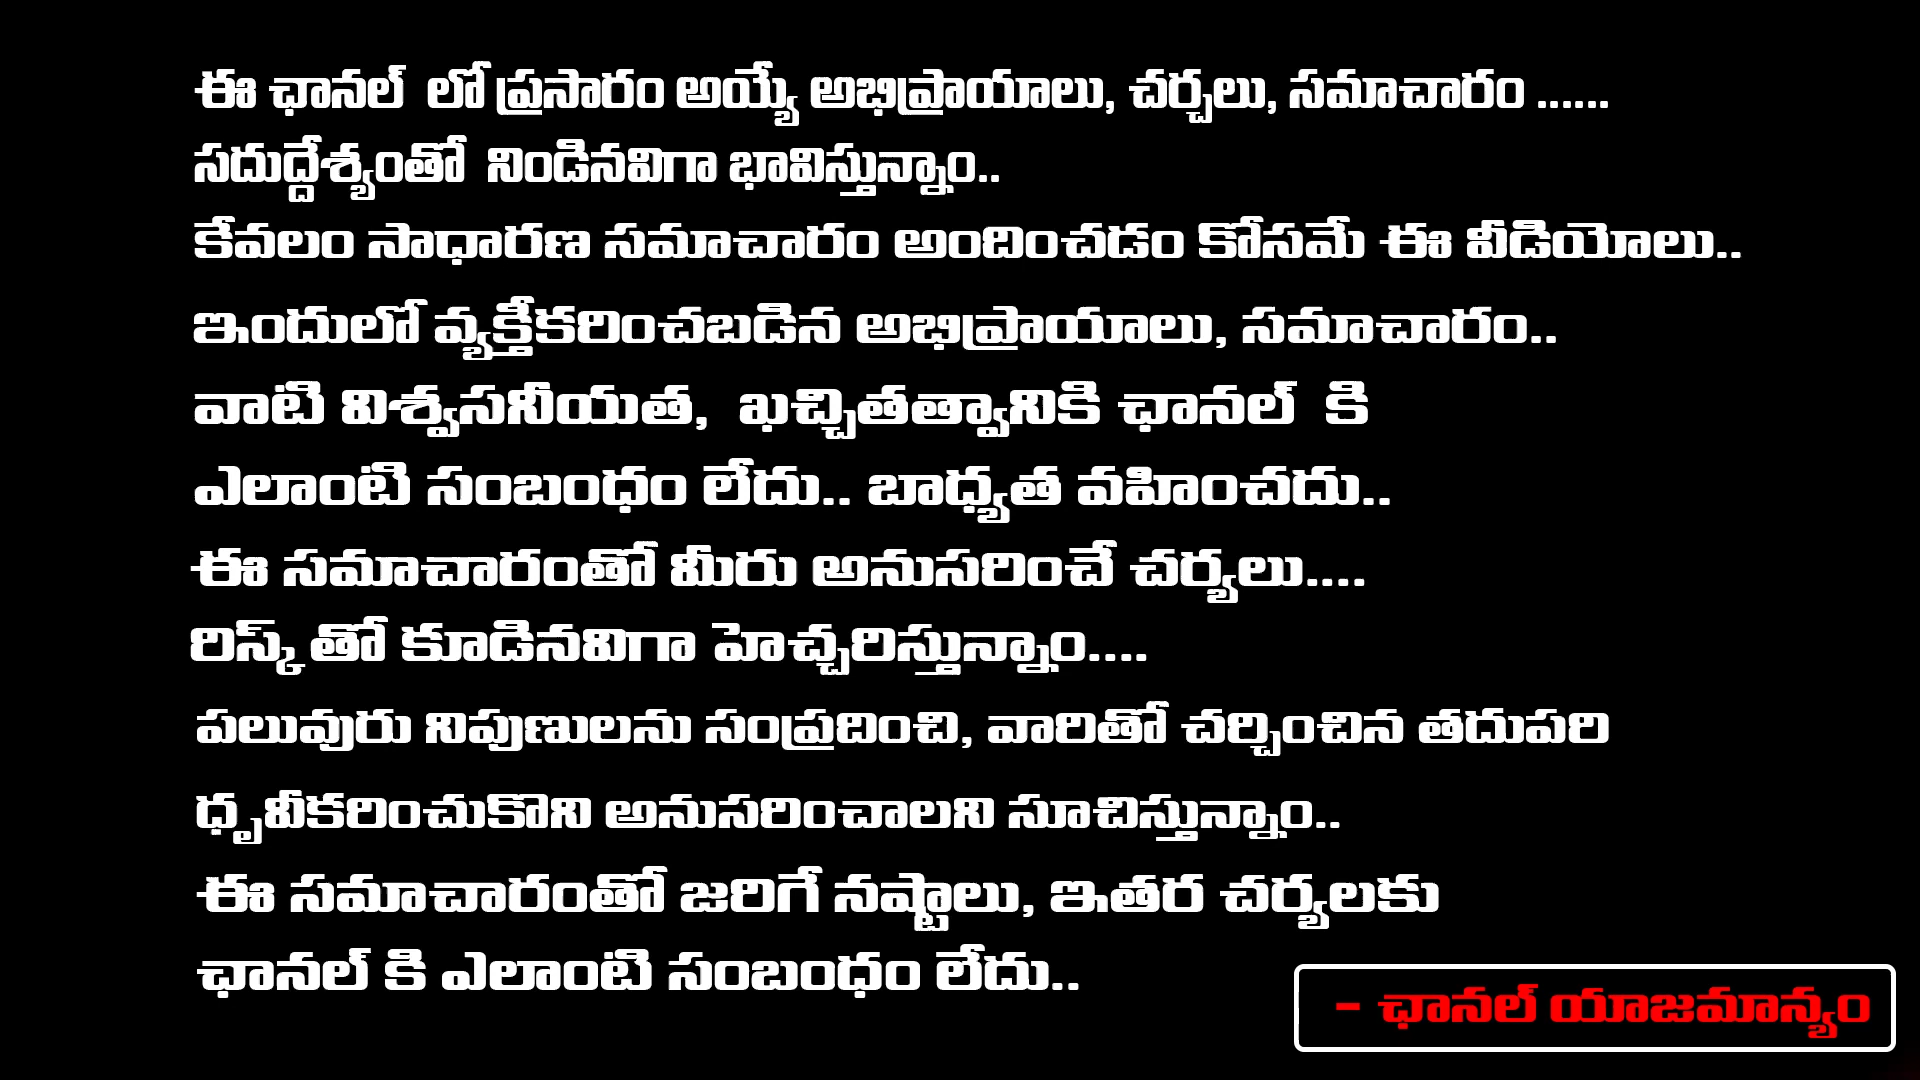 ఈ ఛానల్ లో ప్రసారం అయ్యే అభిప్రాయాలు, చర్చలు, సమాచారం ......
సదుద్దేశ్యంతో నిండినవిగా భావిస్తున్నాం..
కేవలం సాధారణ సమాచారం అందించడం కోసమే ఈ వీడియోలు..
ఇందులో వ్యక్తీకరించబడిన అభిప్రాయాలు, సమాచారం..
వాటి విశ్వసనీయత, ఖచ్చితత్వానికి ఛానల్ కి
ఎలాంటి సంబంధం లేదు.. బాధ్యత వహించదు..
ఈ సమాచారంతో మీరు అనుసరించే చర్యలు....
రిస్క్ తో కూడినవిగా హెచ్చరిస్తున్నాం....
పలువురు నిపుణులను సంప్రదించి, వారితో చర్చించిన తదుపరి
ధృవీకరించుకొని అనుసరించాలని సూచిస్తున్నాం..
ఈ సమాచారంతో జరిగే నష్టాలు, ఇతర చర్యలకు
ఛానల్ కి ఎలాంటి సంబంధం లేదు..
- ఛానల్ యాజమాన్యం